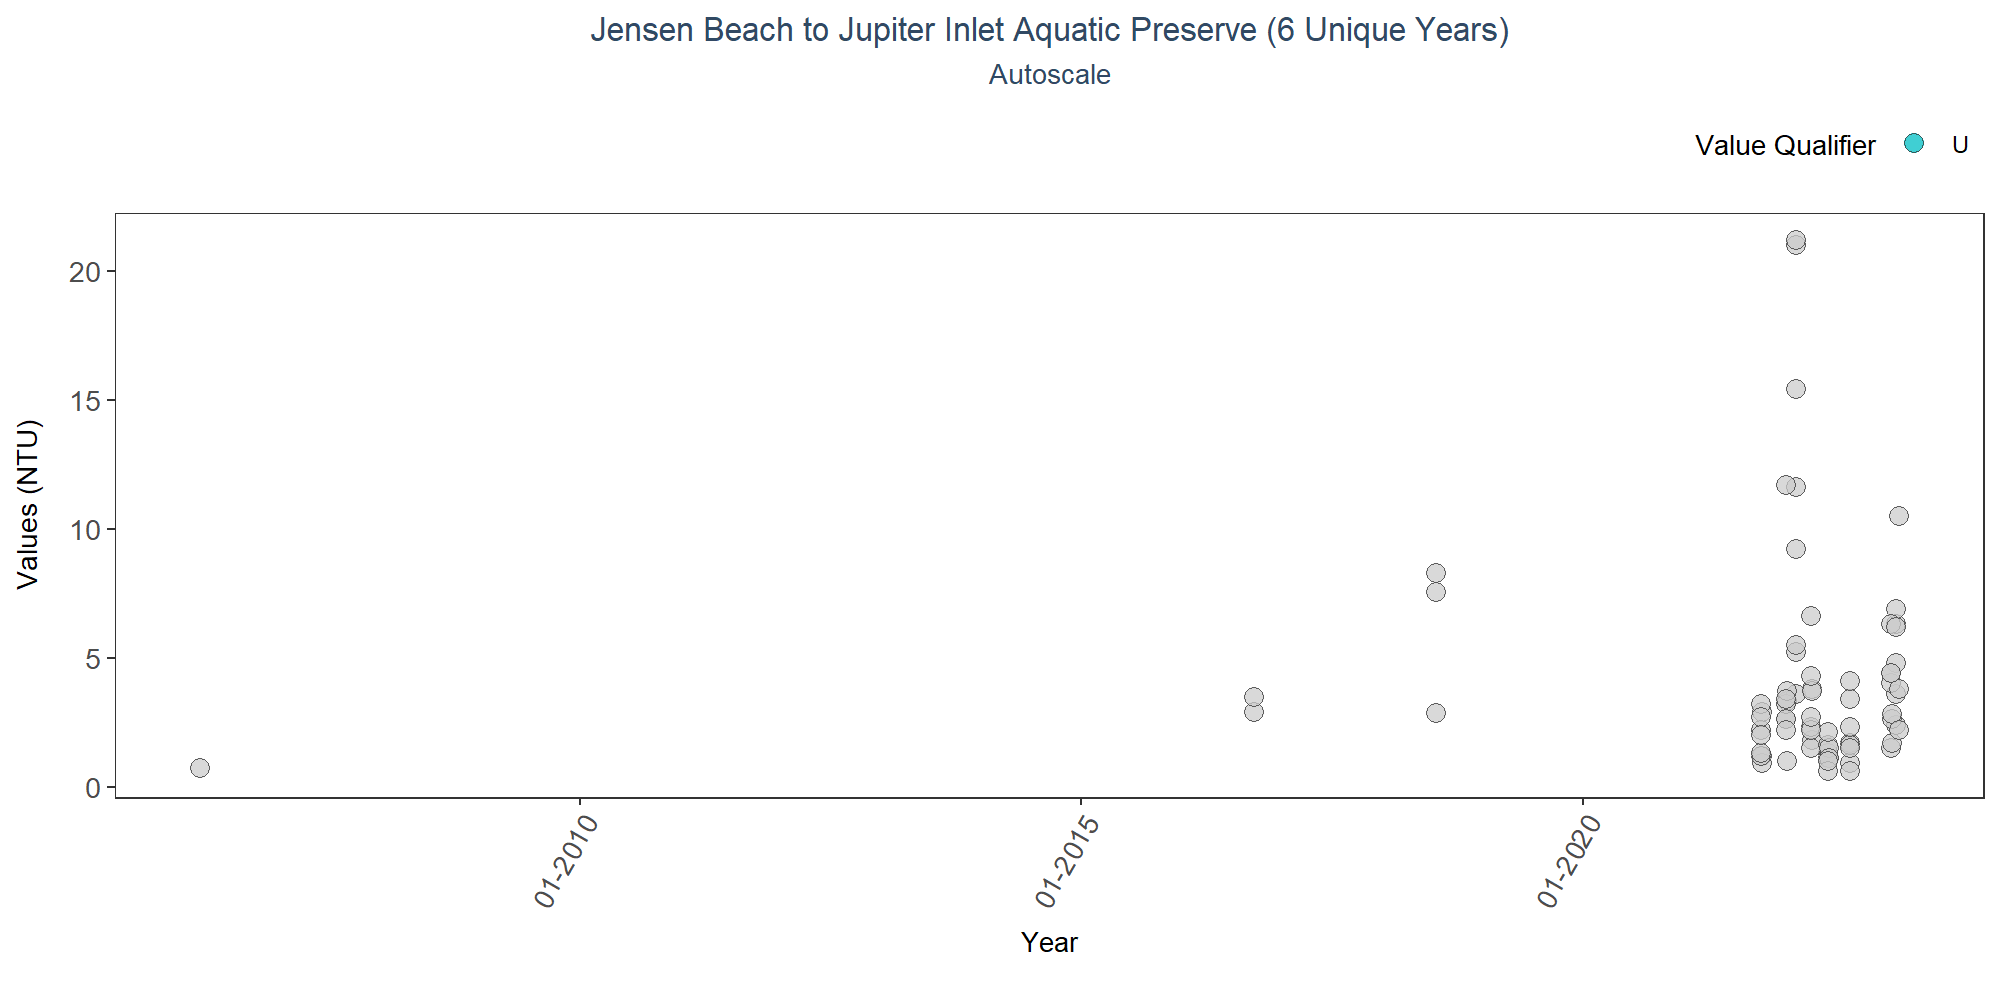 Jensen Beach to Jupiter Inlet Aquatic Preserve (6 Unique Years)
Autoscale
Value Qualifier U
Values (NTU)
20
15
10
5
0
01-2010
01-2015
01-2020
Year